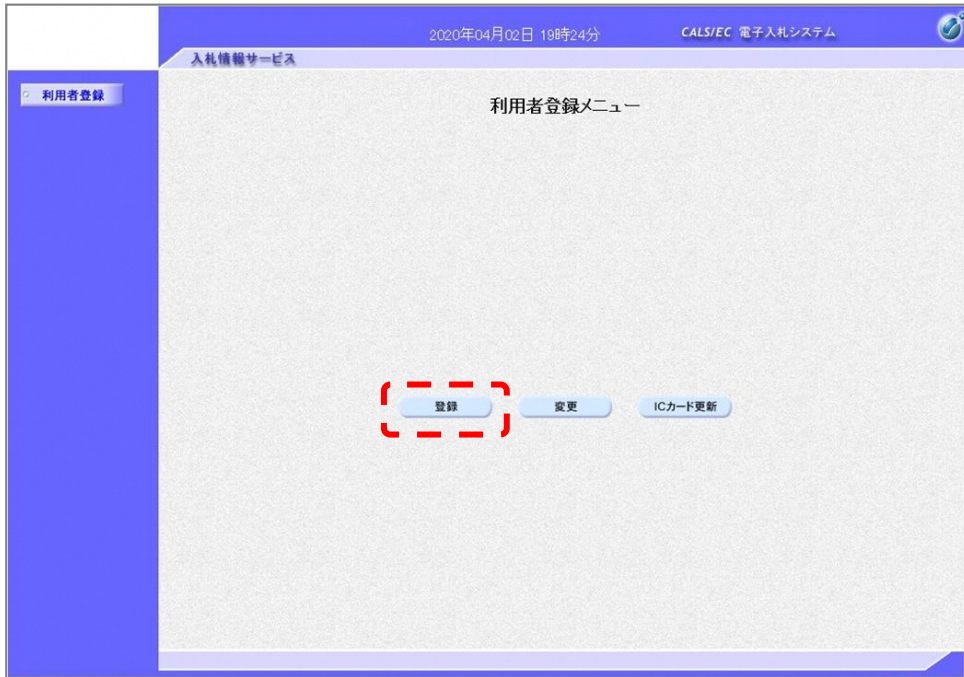 2020年04月02日 19時24分
CALS/EC 電子入札システム
入札情報サービス
利用者登録
利用者登録メニュー
登録
変更
ICカード更新